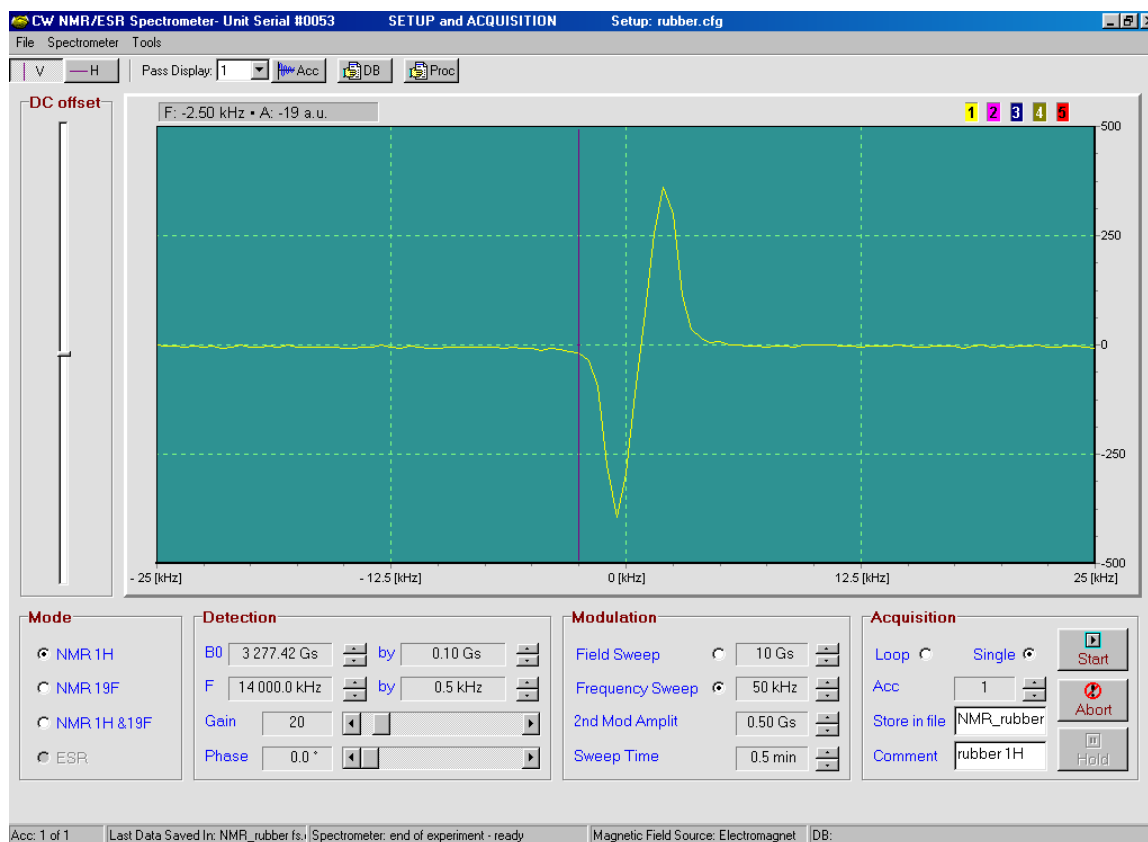 CW NMR/ESR Spectrometer- Unit Serial #0053 SETUP and ACQUISITION Setup: rubber.cfg
File Spectrometer Tools
V H Pass Display: 1 Acc DB Proc
DC offset
F: -2.50 kHz • A: -19 a.u. 1 2 3 4 5
500
250
0
-250
-500
- 25 [kHz] - 12.5 [kHz] 0 [kHz] 12.5 [kHz] 25 [kHz]
Mode Detection Modulation Acquisition
NMR 1H B0 3 277.42 Gs by 0.10 Gs Field Sweep 10 Gs Loop Single Start
NMR 19F F 14 000.0 kHz by 0.5 kHz Frequency Sweep 50 kHz Acc 1 Abort
NMR 1H &19F Gain 20 2nd Mod Amplit 0.50 Gs Store in file NMR_rubber
ESR Phase 0.0 ° Sweep Time 0.5 min Comment rubber 1H Hold
Acc: 1 of 1 Last Data Saved In: NMR_rubber fs. Spectrometer: end of experiment - ready Magnetic Field Source: Electromagnet DB: